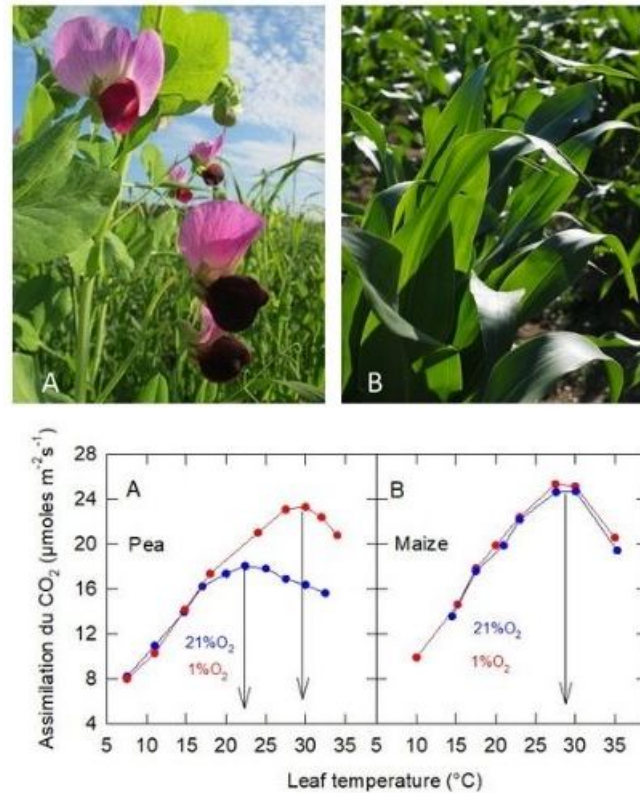 A
B
Assimilation du CO₂ (µmoles m⁻² s⁻¹)
28
24
20
16
12
8
4
A
Pea
21%O₂
1%O₂
B
Maize
21%O₂
1%O₂
5 10 15 20 25 30 35
5 10 15 20 25 30 35
Leaf temperature (°C)